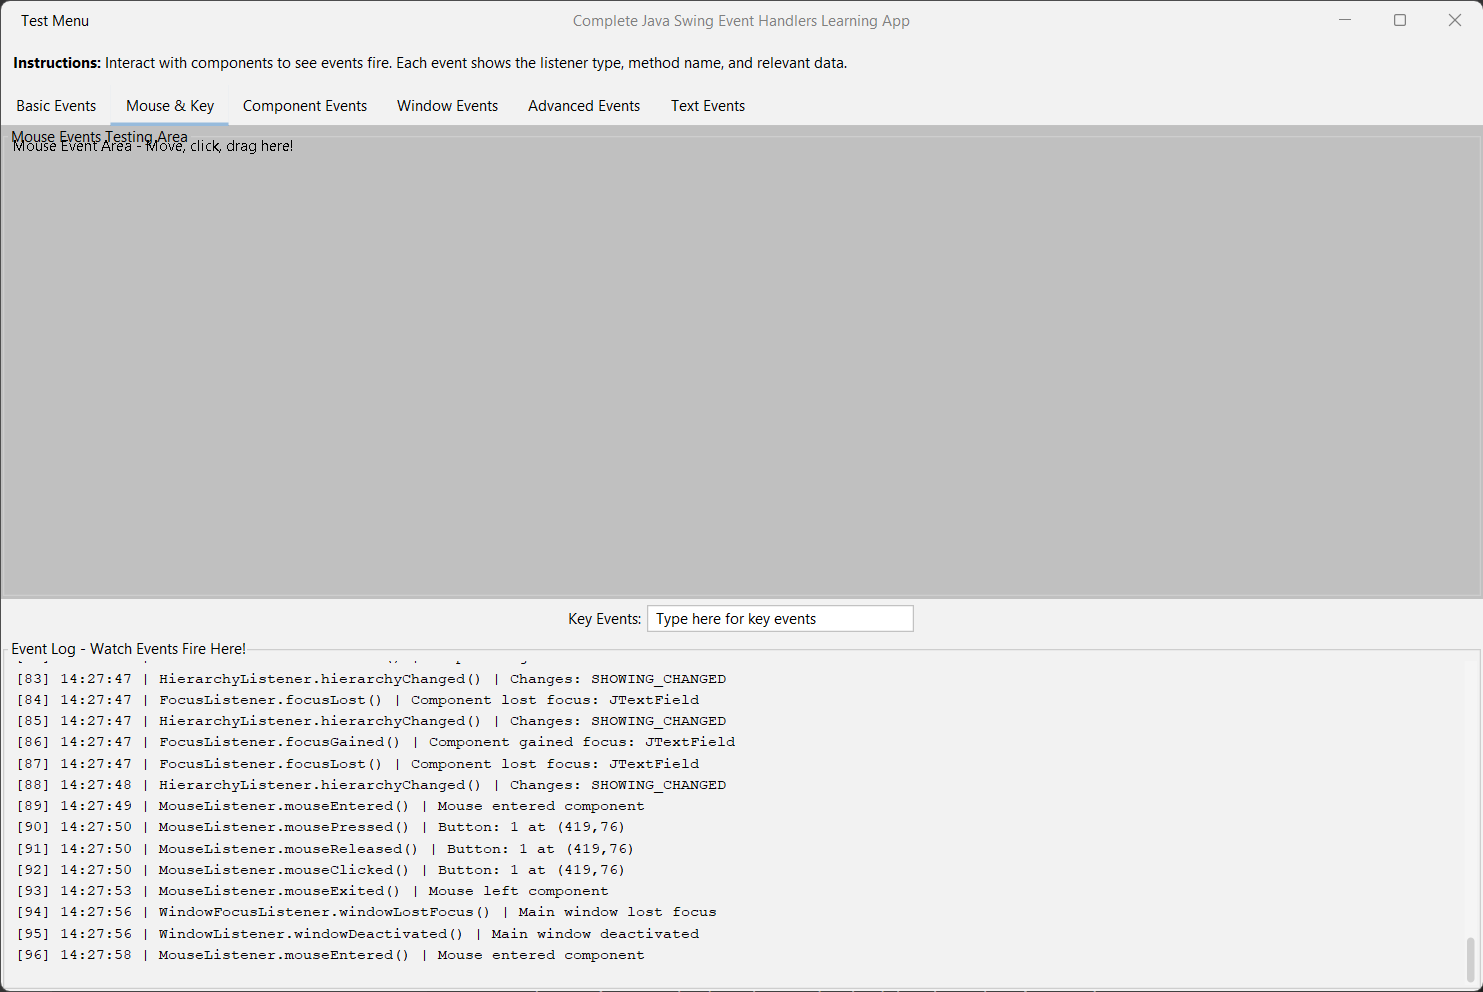 Test Menu
Complete Java Swing Event Handlers Learning App
Instructions: Interact with components to see events fire. Each event shows the listener type, method name, and relevant data.
Basic Events
Mouse & Key
Component Events
Window Events
Advanced Events
Text Events
Mouse Events Testing Area
Mouse Event Area - Move, click, drag here!
Key Events:
Type here for key events
Event Log - Watch Events Fire Here!
[83] 14:27:47 | HierarchyListener.hierarchyChanged() | Changes: SHOWING_CHANGED
[84] 14:27:47 | FocusListener.focusLost() | Component lost focus: JTextField
[85] 14:27:47 | HierarchyListener.hierarchyChanged() | Changes: SHOWING_CHANGED
[86] 14:27:47 | FocusListener.focusGained() | Component gained focus: JTextField
[87] 14:27:47 | FocusListener.focusLost() | Component lost focus: JTextField
[88] 14:27:48 | HierarchyListener.hierarchyChanged() | Changes: SHOWING_CHANGED
[89] 14:27:49 | MouseListener.mouseEntered() | Mouse entered component
[90] 14:27:50 | MouseListener.mousePressed() | Button: 1 at (419,76)
[91] 14:27:50 | MouseListener.mouseReleased() | Button: 1 at (419,76)
[92] 14:27:50 | MouseListener.mouseClicked() | Button: 1 at (419,76)
[93] 14:27:53 | MouseListener.mouseExited() | Mouse left component
[94] 14:27:56 | WindowFocusListener.windowLostFocus() | Main window lost focus
[95] 14:27:56 | WindowListener.windowDeactivated() | Main window deactivated
[96] 14:27:58 | MouseListener.mouseEntered() | Mouse entered component